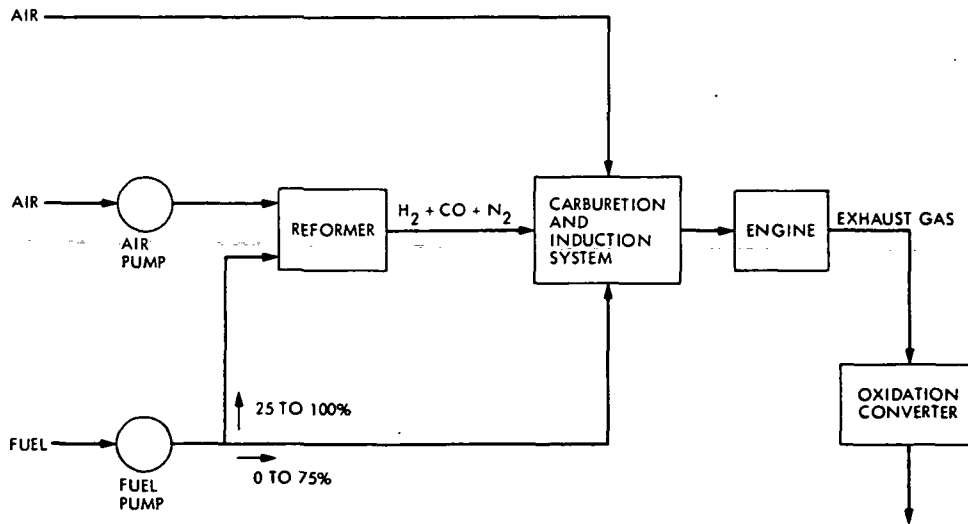 AIR
AIR
AIR
PUMP
REFORMER
H2 + CO + N2
CARBURETION
AND
INDUCTION
SYSTEM
ENGINE
EXHAUST GAS
25 TO 100%
OXIDATION
CONVERTER
FUEL
0 TO 75%
FUEL
PUMP